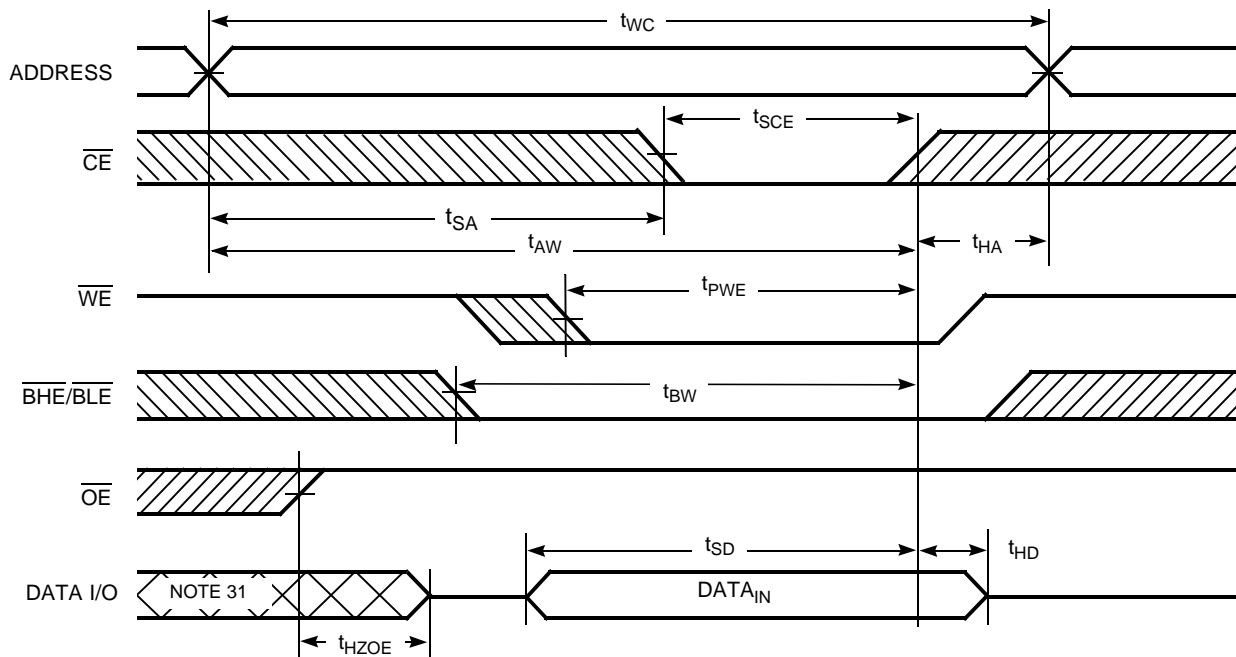 tWC
ADDRESS
tSCE
CE
tSA
tAW
tHA
WE
tPWE
BHE/BLE
tBW
OE
tSD
tHD
DATA I/O
NOTE 31
DATAIN
tHZOE